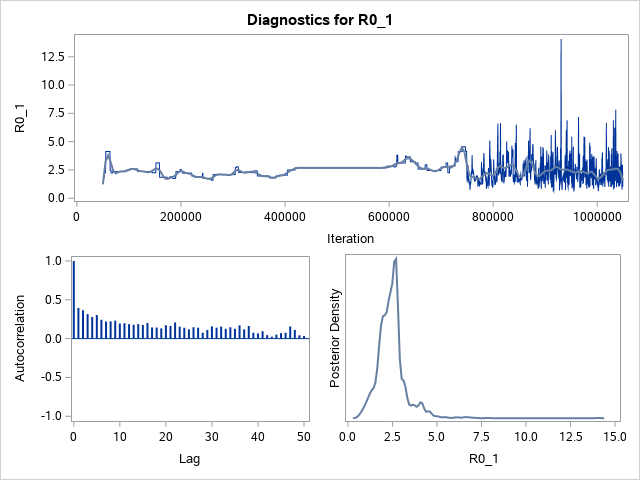 Diagnostics for R0_1
R0_1
12.5
10.0
7.5
5.0
2.5
0.0
0 200000 400000 600000 800000 1000000
Iteration
Autocorrelation
1.0
0.5
0.0
-0.5
-1.0
0 10 20 30 40 50
Lag
Posterior Density
0.0 2.5 5.0 7.5 10.0 12.5 15.0
R0_1